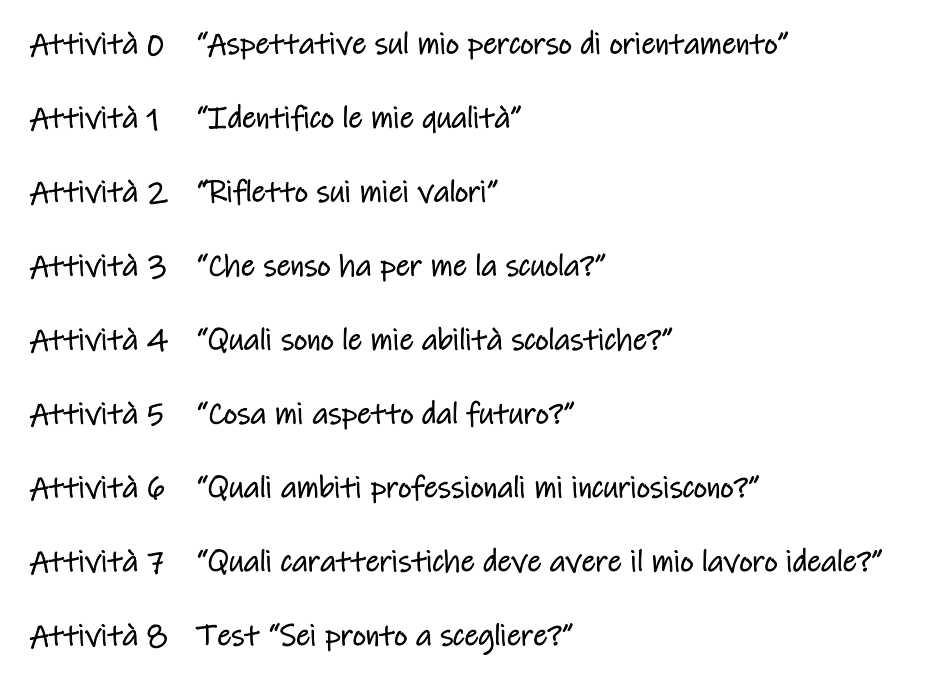 Attività 0 “Aspettative sul mio percorso di orientamento”
Attività 1 “Identifico le mie qualità”
Attività 2 “Rifletto sui miei valori”
Attività 3 “Che senso ha per me la scuola?”
Attività 4 “Quali sono le mie abilità scolastiche?”
Attività 5 “Cosa mi aspetto dal futuro?”
Attività 6 “Quali ambiti professionali mi incuriosiscono?”
Attività 7 “Quali caratteristiche deve avere il mio lavoro ideale?”
Attività 8 Test “Sei pronto a scegliere?”